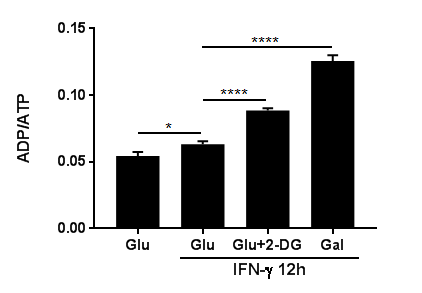 0.15
****
0.10
****
ADP/ATP
*
0.05
0.00
Glu Glu Glu+2-DG Gal
IFN-γ 12h